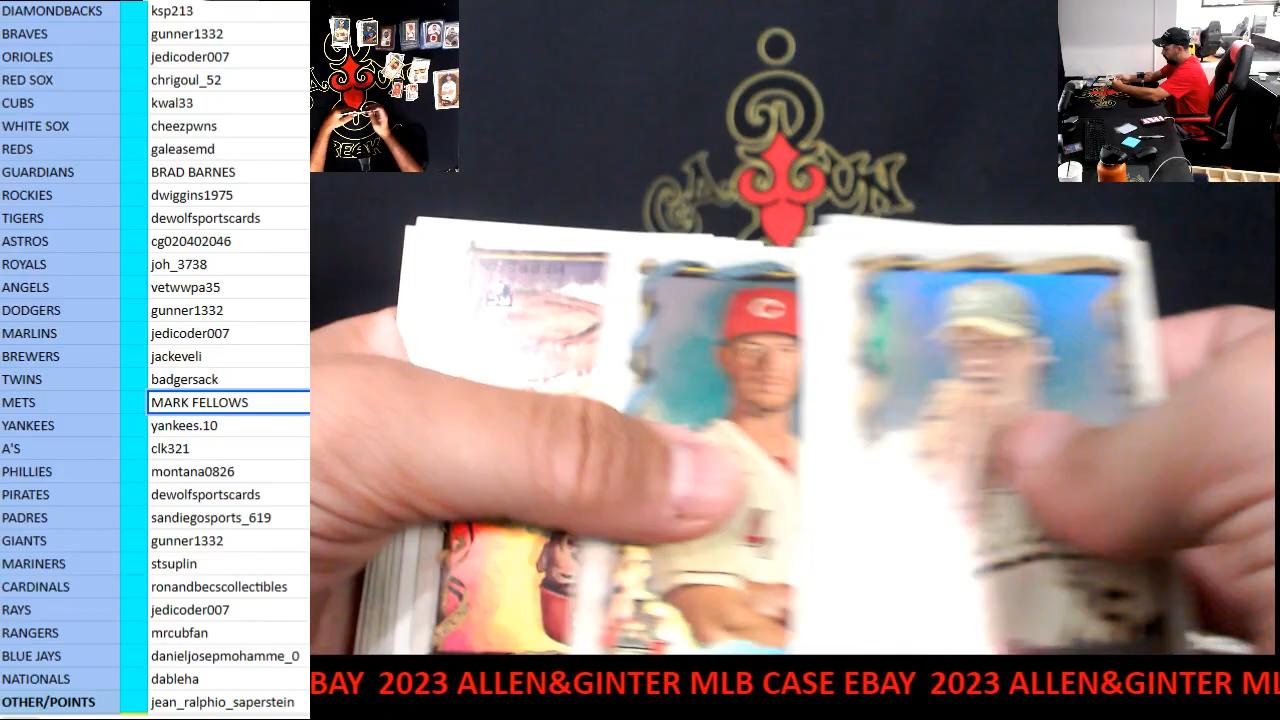 DIAMONDBACKS ksp213
BRAVES gunner1332
ORIOLES jedicoder007
RED SOX chrigoul_52
CUBS kwal33
WHITE SOX cheezpwns
REDS galeasemd
GUARDIANS BRAD BARNES
ROCKIES dwiggins1975
TIGERS dewolfsportscards
ASTROS cg020402046
ROYALS joh_3738
ANGELS vetwwpa35
DODGERS gunner1332
MARLINS jedicoder007
BREWERS jackeveli
TWINS badgersack
METS MARK FELLOWS
YANKEES yankees.10
A'S clk321
PHILLIES montana0826
PIRATES dewolfsportscards
PADRES sandiegosports_619
GIANTS gunner1332
MARINERS stsuplin
CARDINALS ronandbecscollectibles
RAYS jedicoder007
RANGERS mrcubfan
BLUE JAYS danieljosepmohamme_0
NATIONALS dableha
OTHER/POINTS jean_ralphio_saperstein
C
BAY 2023 ALLEN&GINTER MLB CASE EBAY 2023 ALLEN&GINTER ML